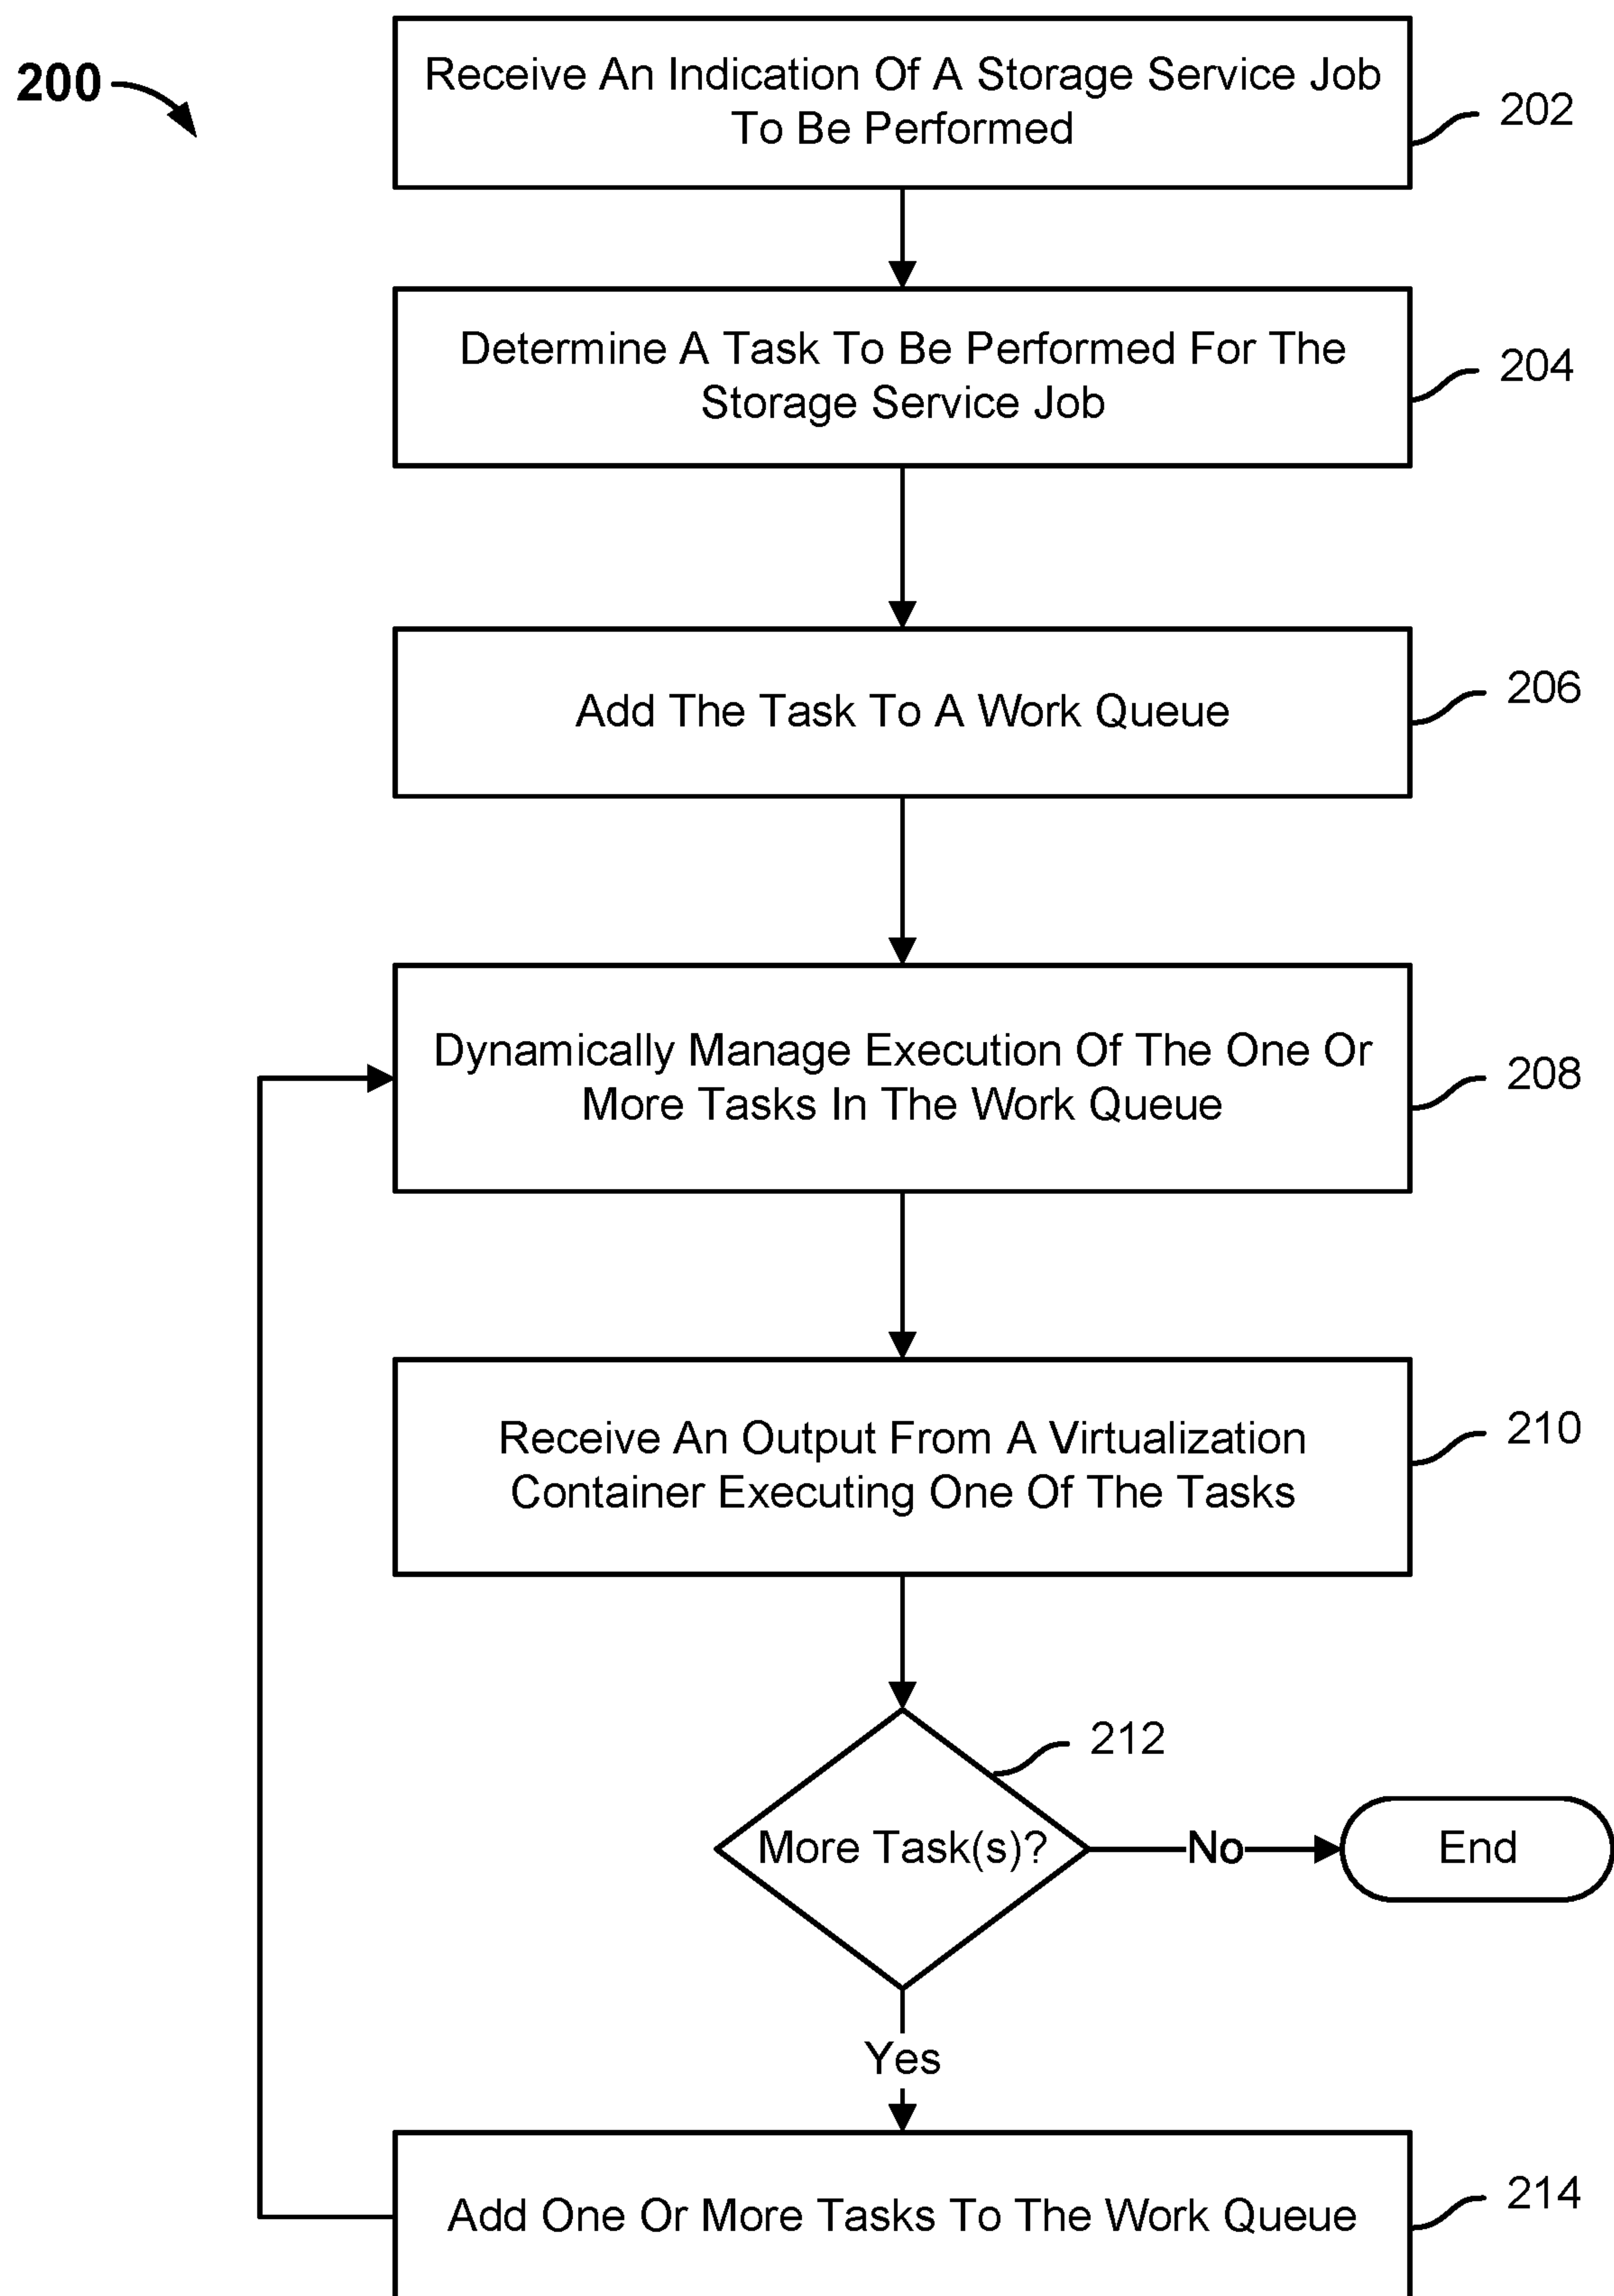 200
Receive An Indication Of A Storage Service Job
To Be Performed
202
Determine A Task To Be Performed For The
Storage Service Job
204
Add The Task To A Work Queue
206
Dynamically Manage Execution Of The One Or
More Tasks In The Work Queue
208
Receive An Output From A Virtualization
Container Executing One Of The Tasks
210
212
More Task(s)?
No
End
Yes
Add One Or More Tasks To The Work Queue
214